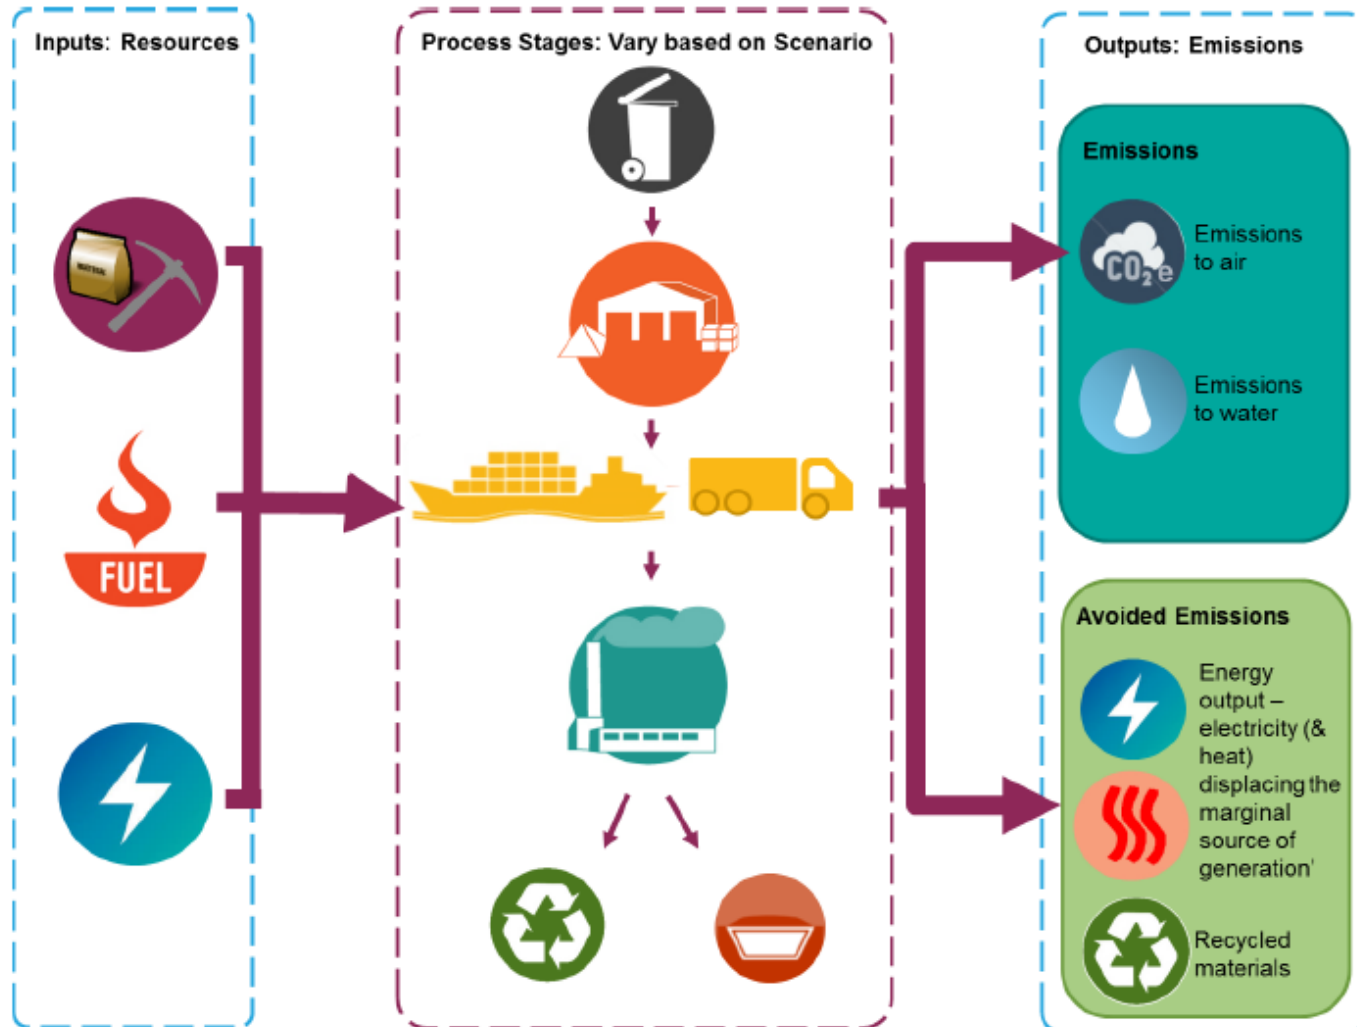 Inputs: Resources
FUEL
Process Stages: Vary based on Scenario
Outputs: Emissions
Emissions
CO₂e
Emissions
to air
Emissions
to water
Avoided Emissions
Energy
output –
electricity (&
heat)
displacing the
marginal
source of
generation'
Recycled
materials